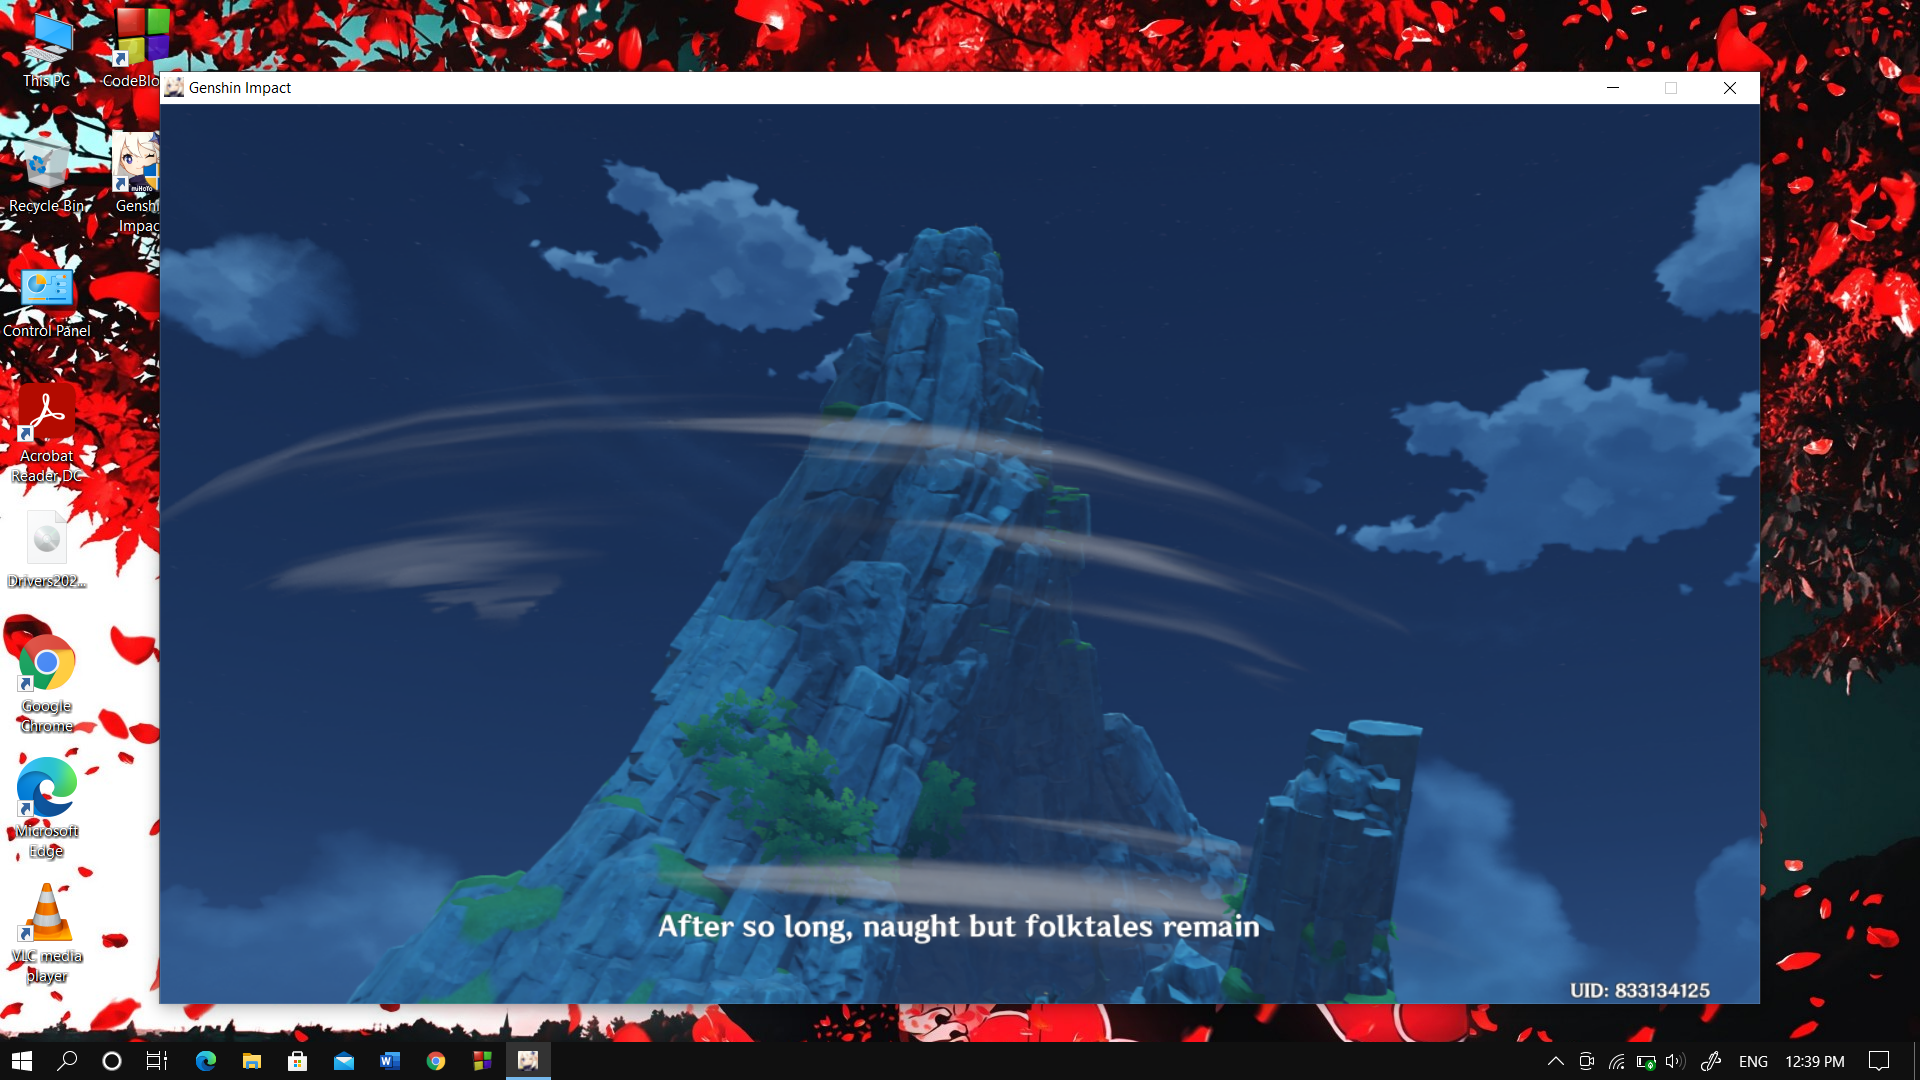 This PC
CodeBlo
Recycle Bin
Genshi
Impac
miHoYo
Control Panel
Acrobat
Reader DC
Drivers202...
Google
Chrome
Microsoft
Edge
VLC media
player
Genshin Impact
After so long, naught but folktales remain
UID: 833134125
W
ENG
12:39 PM